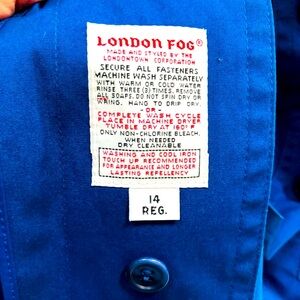 LONDON FOG®
MADE AND STYLED BY THE
LONDONTOWN CORPORATION
SECURE ALL FASTENERS
MACHINE WASH SEPARATELY
WITH WARM OR COLD WATER
RINSE THREE (3) TIMES. REMOVE
ALL SOAPS. DO NOT SPIN DRY OR
WRING. HANG TO DRIP DRY.
-OR-
COMPLETE WASH CYCLE
PLACE IN MACHINE DRYER
TUMBLE DRY AT 160° F
ONLY NON-CHLORINE BLEACH,
WHEN NEEDED
DRY CLEANABLE
WASHING AND COOL IRON
TOUCH UP RECOMMENDED
FOR APPEARANCE AND LONGER
LASTING REPELLENCY
14
REG.